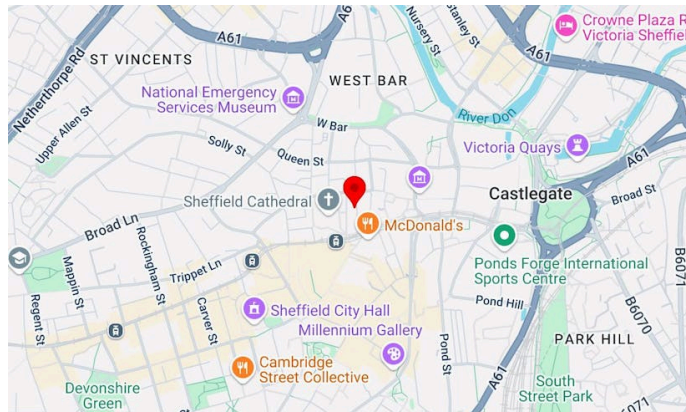 A61
Crowne Plaza R
Victoria Sheffiel
Nursery St
Stanley St
A61
Netherthorpe Rd
ST VINCENTS
WEST BAR
National Emergency
Services Museum
River Don
W Bar
Upper Allen St
Solly St
Queen St
Victoria Quays
A61
Sheffield Cathedral
Castlegate
Broad St
Broad Ln
McDonald's
Ponds Forge International
Sports Centre
B6071
Mappin St
Rockingham St
Trippet Ln
Regent St
Carver St
Sheffield City Hall
Pond Hill
B6070
Millennium Gallery
PARK HILL
Pond St
Cambridge
Street Collective
A61
Devonshire
Green
South
Street Park
B6071